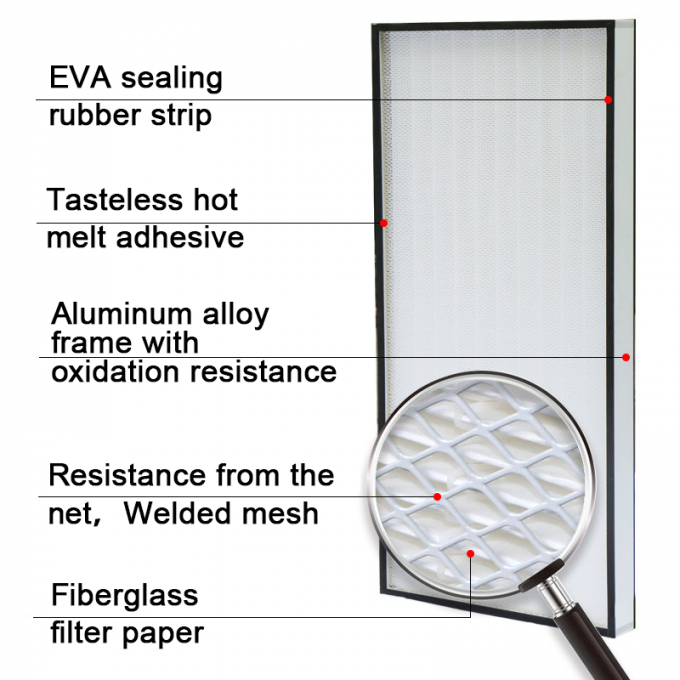 EVA sealing
rubber strip
Tasteless hot
melt adhesive
Aluminum alloy
frame with
oxidation resistance
Resistance from the
net，Welded mesh
Fiberglass
filter paper